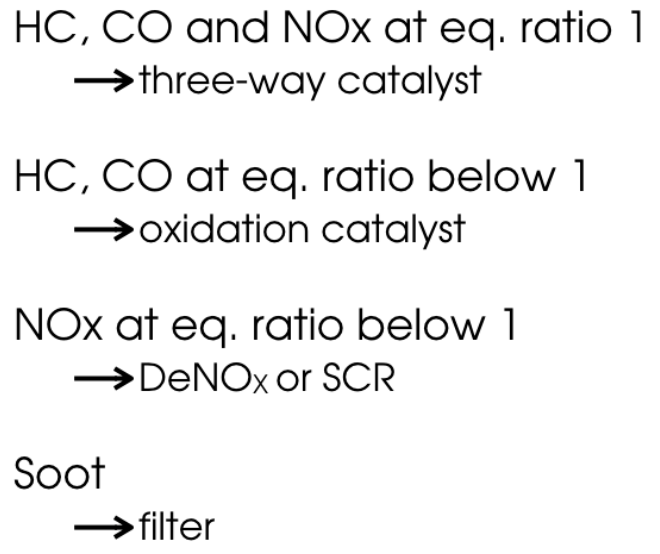 HC, CO and NOx at eq. ratio 1
→three-way catalyst
HC, CO at eq. ratio below 1
→oxidation catalyst
NOx at eq. ratio below 1
→DeNOx or SCR
Soot
→filter